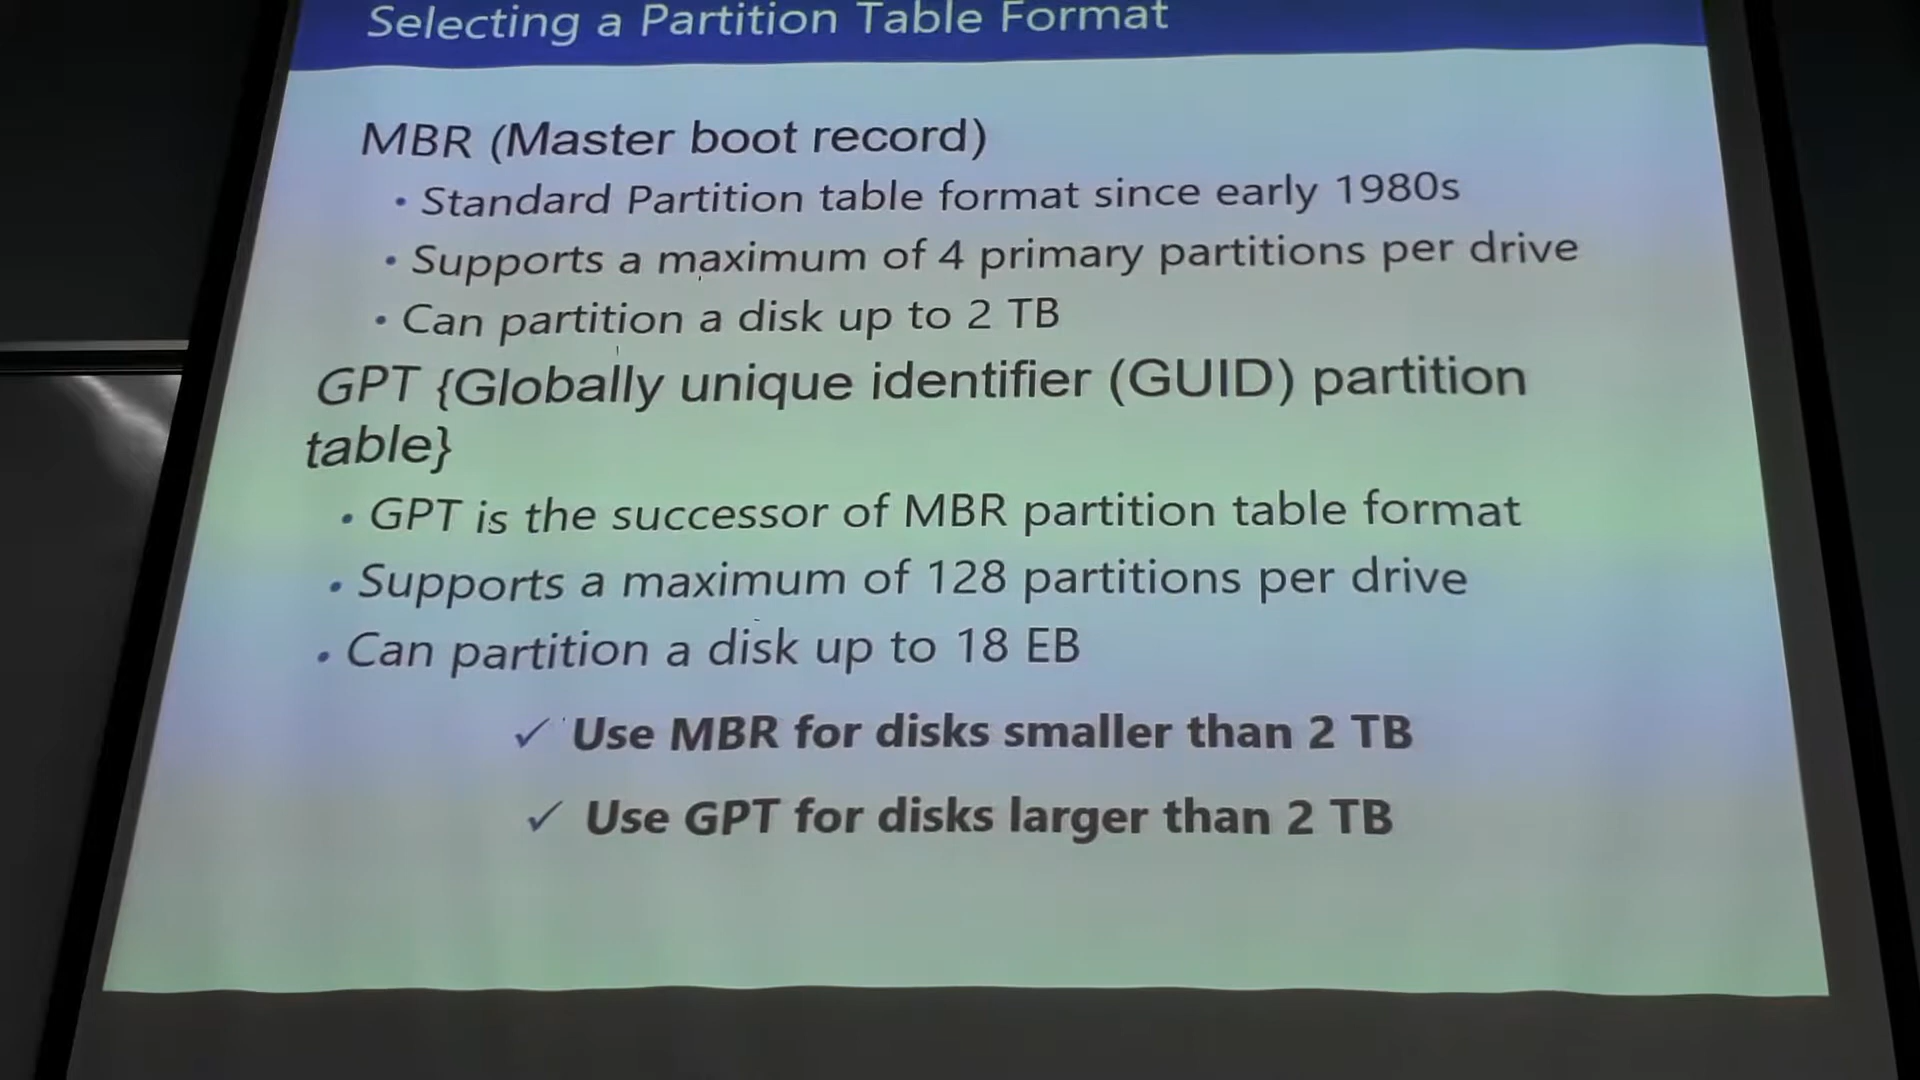 Selecting a Partition Table Format
MBR (Master boot record)
• Standard Partition table format since early 1980s
• Supports a maximum of 4 primary partitions per drive
• Can partition a disk up to 2 TB
GPT {Globally unique identifier (GUID) partition
table}
• GPT is the successor of MBR partition table format
• Supports a maximum of 128 partitions per drive
• Can partition a disk up to 18 EB
✓ Use MBR for disks smaller than 2 TB
✓ Use GPT for disks larger than 2 TB